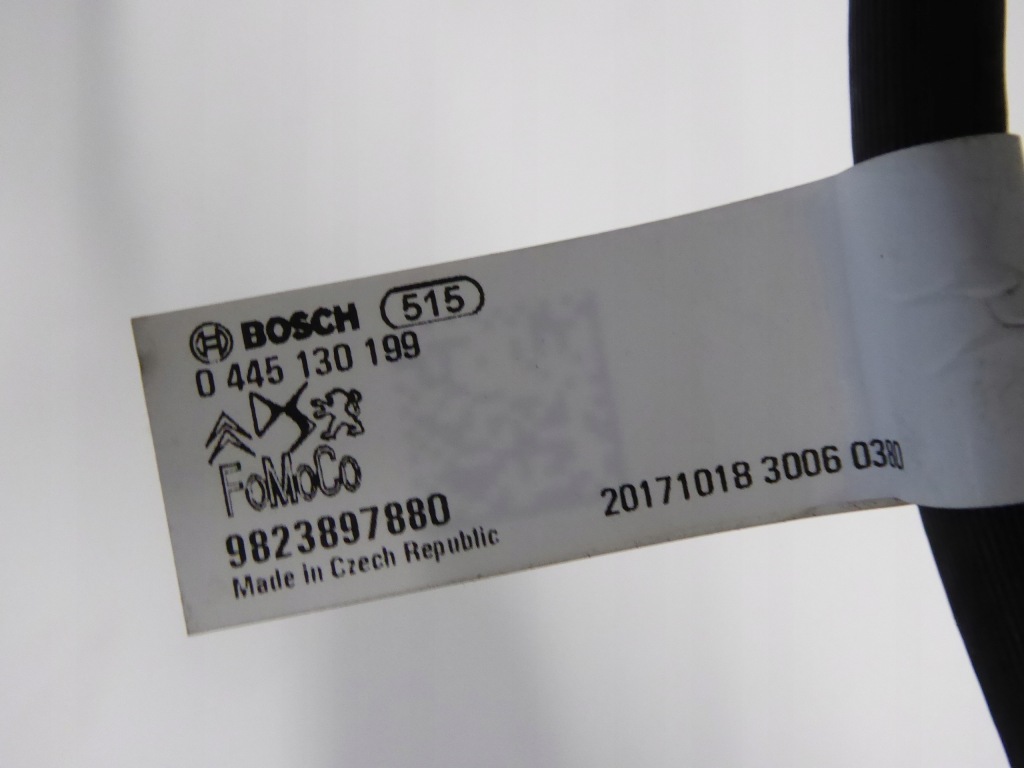 BOSCH 515
0 445 130 199
FoMoCo
9823897880
Made in Czech Republic
20171018 3006 0380